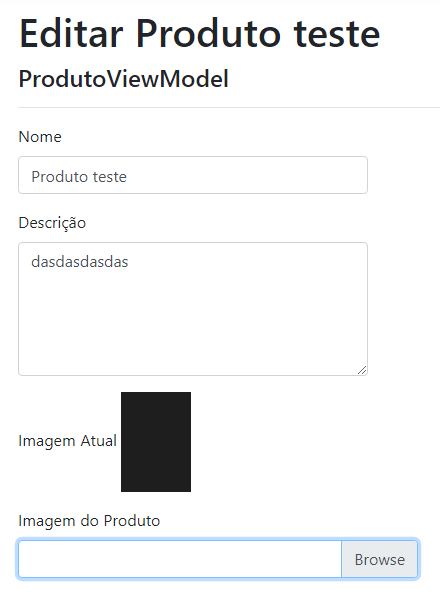 Editar Produto teste
ProdutoViewModel
Nome
Produto teste
Descrição
dasdasdasdas
Imagem Atual
Imagem do Produto
Browse